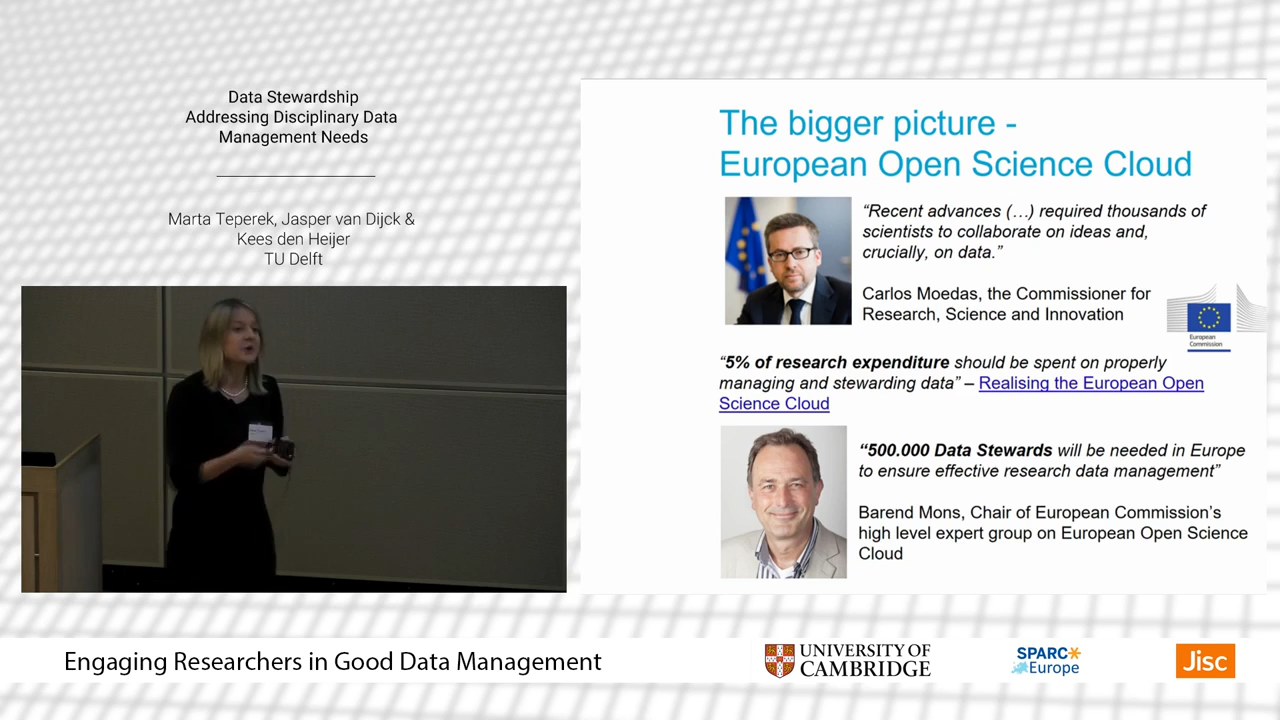 Data Stewardship
Addressing Disciplinary Data
Management Needs
Marta Teperek, Jasper van Dijck &
Kees den Heijer
TU Delft
The bigger picture -
European Open Science Cloud
“Recent advances (…) required thousands of
scientists to collaborate on ideas and,
crucially, on data.”
Carlos Moedas, the Commissioner for
Research, Science and Innovation
European
Commission
“5% of research expenditure should be spent on properly
managing and stewarding data” – Realising the European Open
Science Cloud
“500.000 Data Stewards will be needed in Europe
to ensure effective research data management”
Barend Mons, Chair of European Commission’s
high level expert group on European Open Science
Cloud
Engaging Researchers in Good Data Management
UNIVERSITY OF
CAMBRIDGE
SPARC
Europe
Jisc